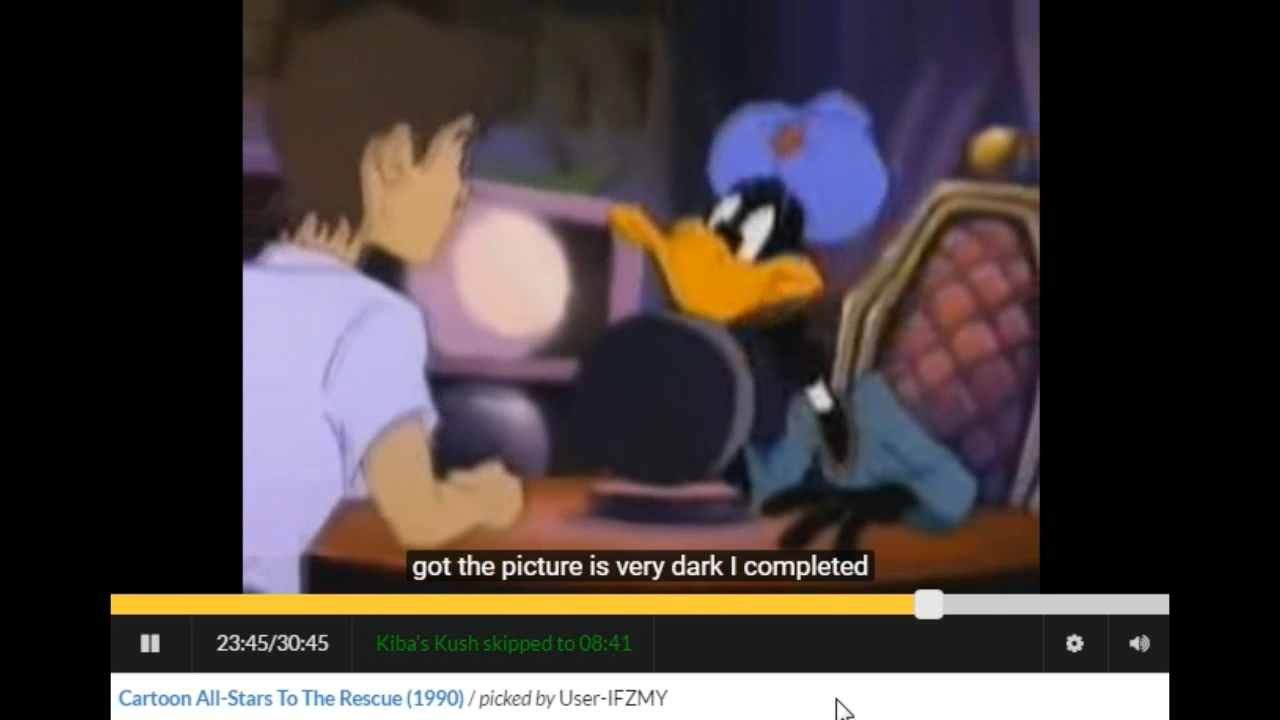 got the picture is very dark I completed
23:45/30:45 Kiba's Kush skipped to 08:41
Cartoon All-Stars To The Rescue (1990) / picked by User-IFZMY